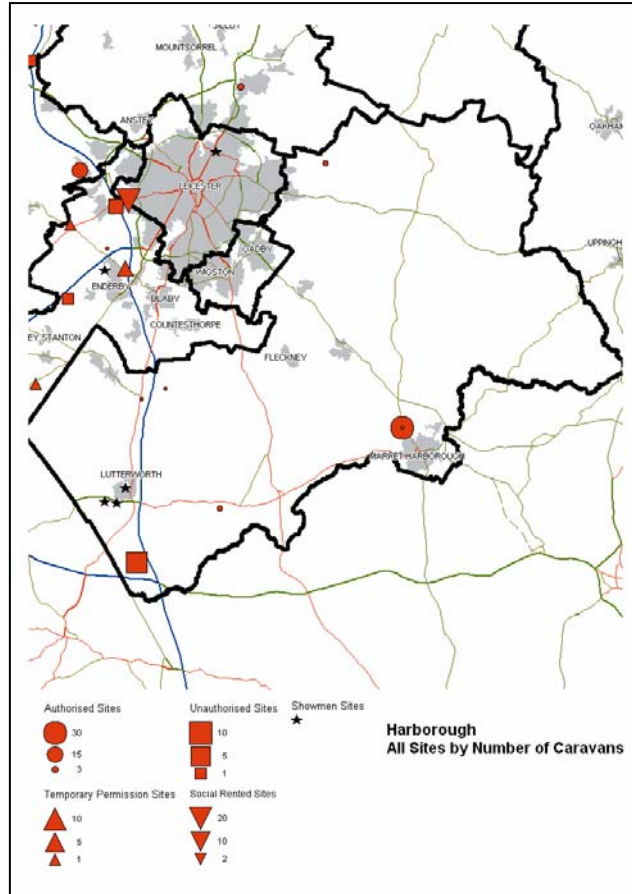 MOUNTSORREL
ANSTEY
OAKHAM
LEICESTER
UPPINGH
OADBY
WIGSTON
ENDERBY
BLABY
COUNTESTHORPE
EY STANTON
FLECKNEY
MARKET HARBOROUGH
LUTTERWORTH
Authorised Sites
30
15
3
Unauthorised Sites
10
5
1
Showmen Sites
Harborough
All Sites by Number of Caravans
Temporary Permission Sites
10
5
1
Social Rented Sites
20
10
2